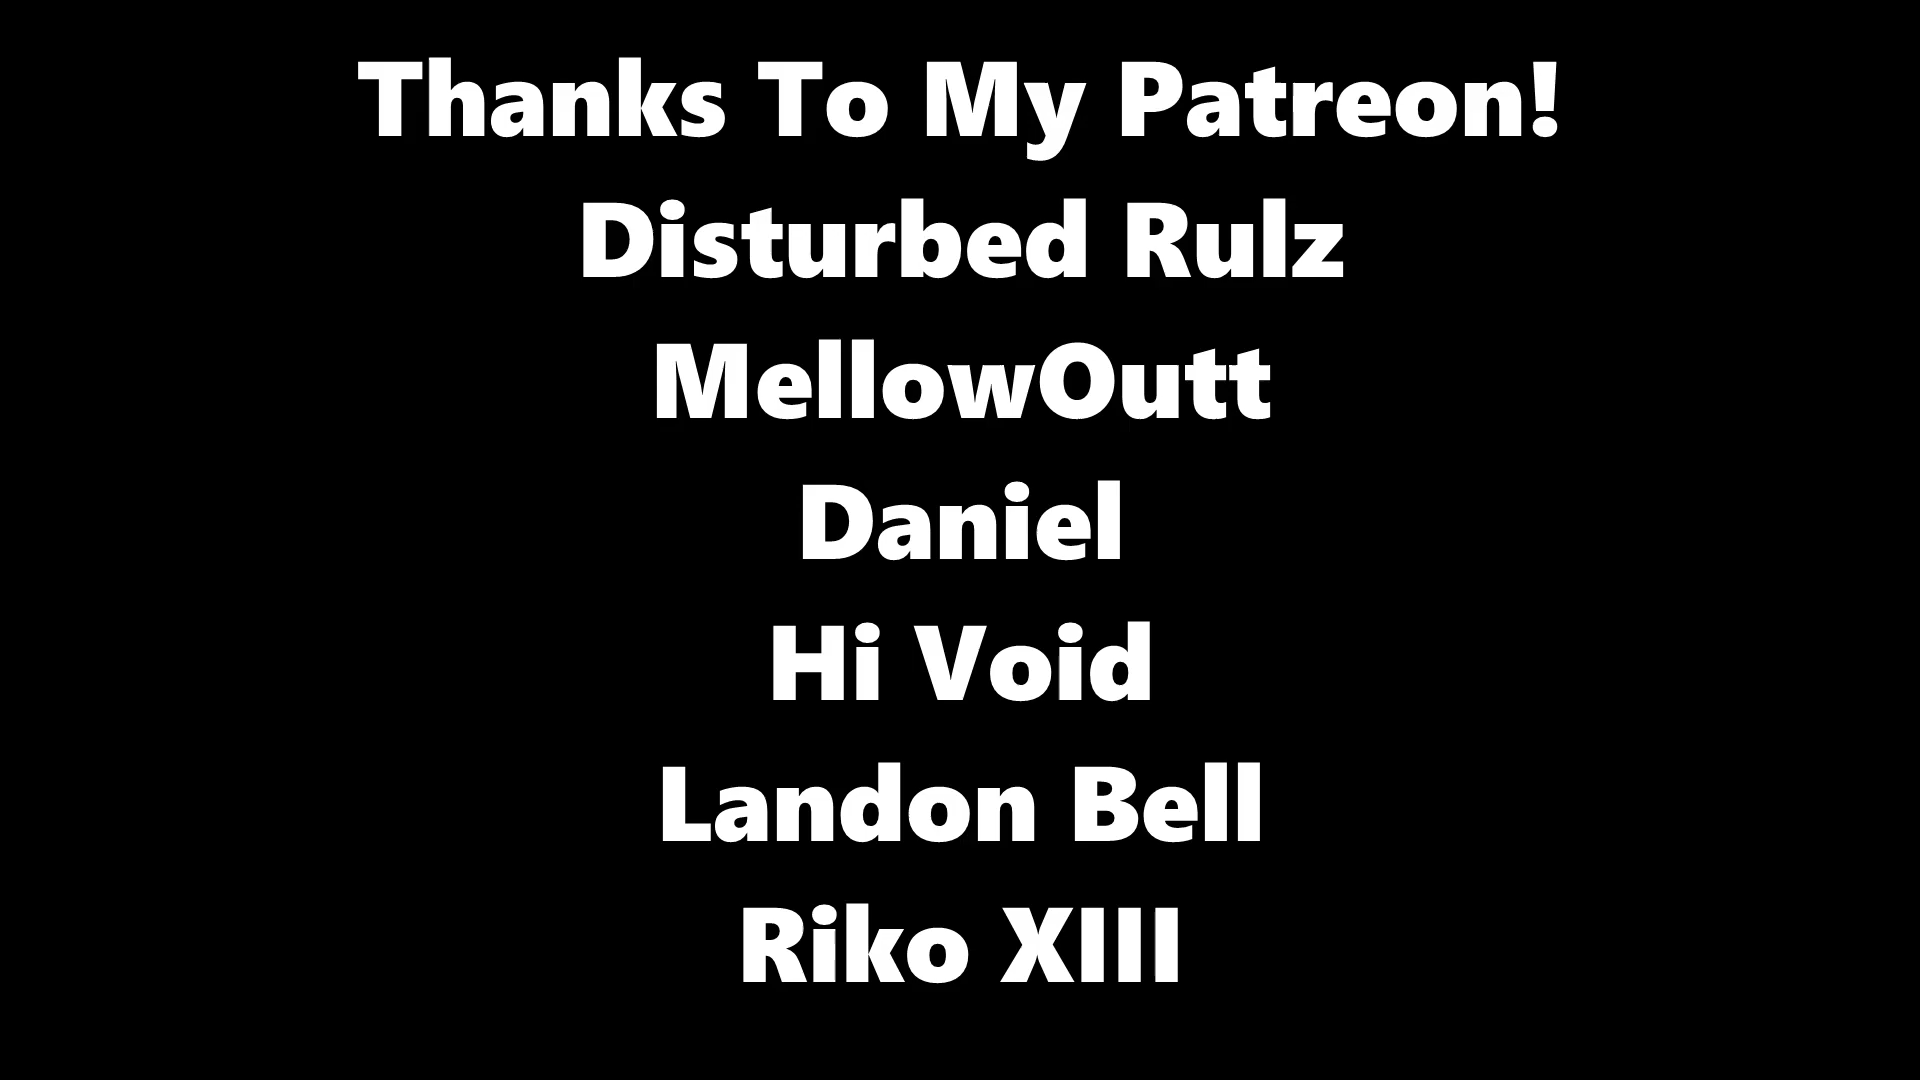 Thanks To My Patreon!
Disturbed Rulz
MellowOutt
Daniel
Hi Void
Landon Bell
Riko XIII